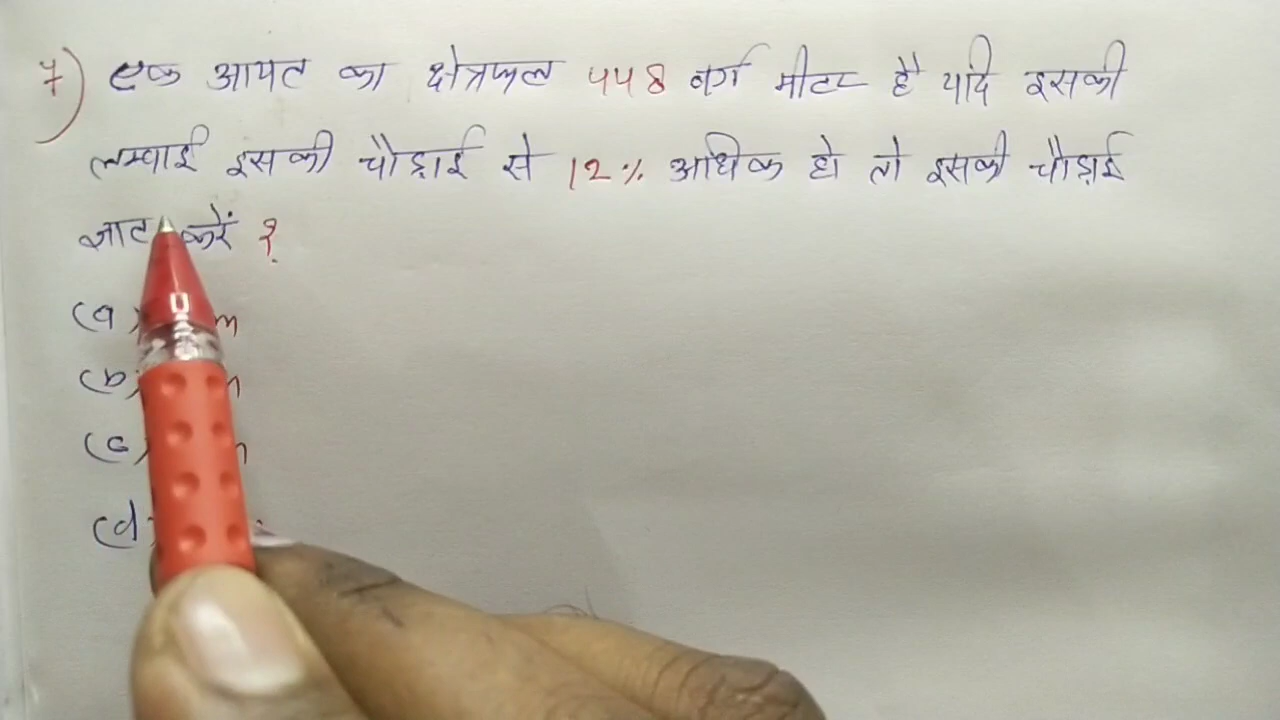 7) एक आयत का क्षेत्रफल 448 वर्ग मीटर है यदि इसकी
लम्बाई इसकी चौड़ाई से 12% अधिक हो तो इसकी चौड़ाई
ज्ञात करें ?
(a) m
(b)
(c)
(d)